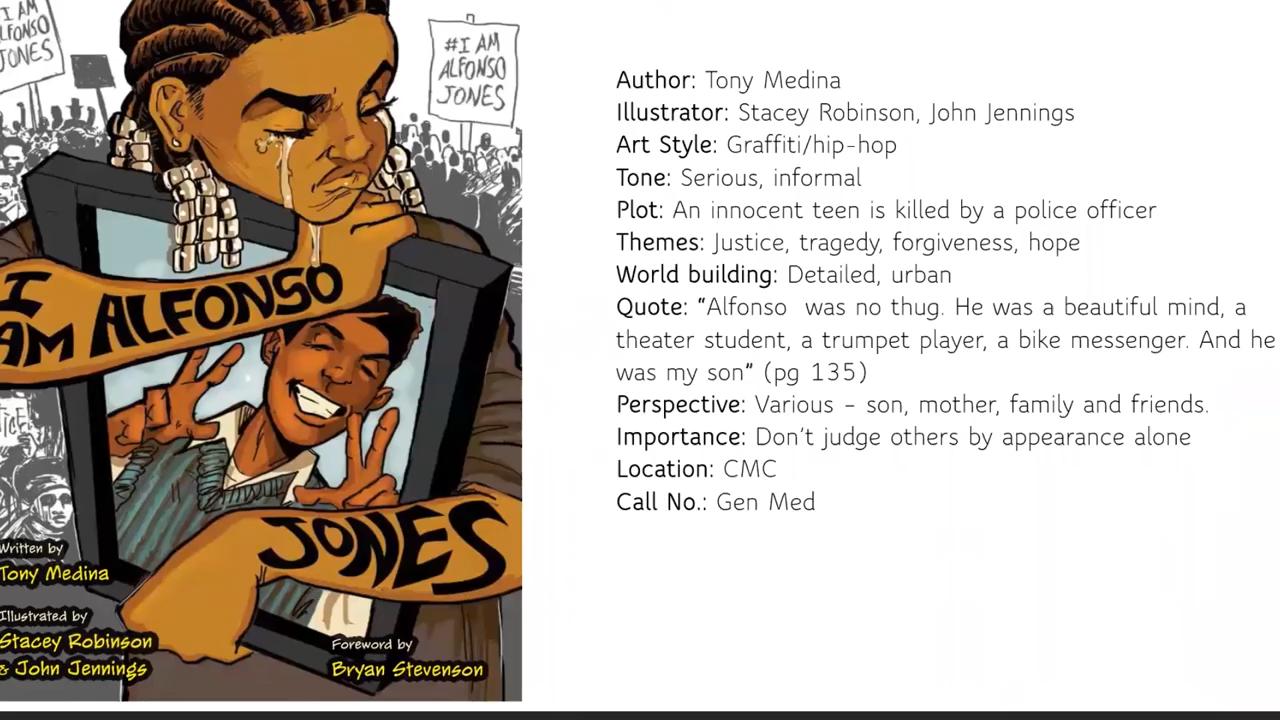 I AM
ALFONSO
JONES
#I AM
ALFONSO
JONES
I
AM ALFONSO
JONES
Written by
Tony Medina
Illustrated by
Stacey Robinson
& John Jennings
Foreword by
Bryan Stevenson
Author: Tony Medina
Illustrator: Stacey Robinson, John Jennings
Art Style: Graffiti/hip-hop
Tone: Serious, informal
Plot: An innocent teen is killed by a police officer
Themes: Justice, tragedy, forgiveness, hope
World building: Detailed, urban
Quote: “Alfonso  was no thug. He was a beautiful mind, a
theater student, a trumpet player, a bike messenger. And he
was my son” (pg 135)
Perspective: Various – son, mother, family and friends.
Importance: Don’t judge others by appearance alone
Location: CMC
Call No.: Gen Med